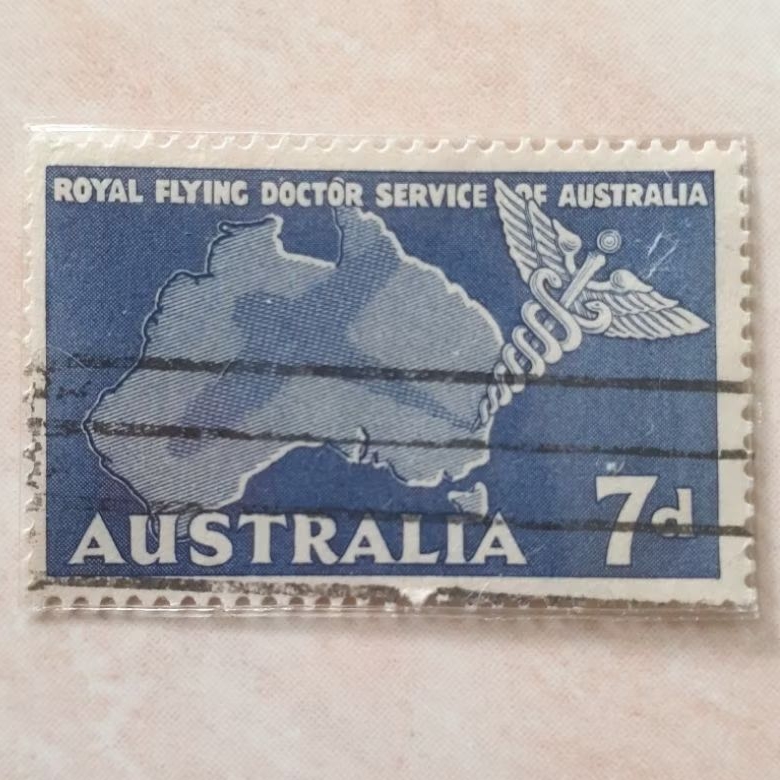 ROYAL FLYING DOCTOR SERVICE OF AUSTRALIA
AUSTRALIA 7d